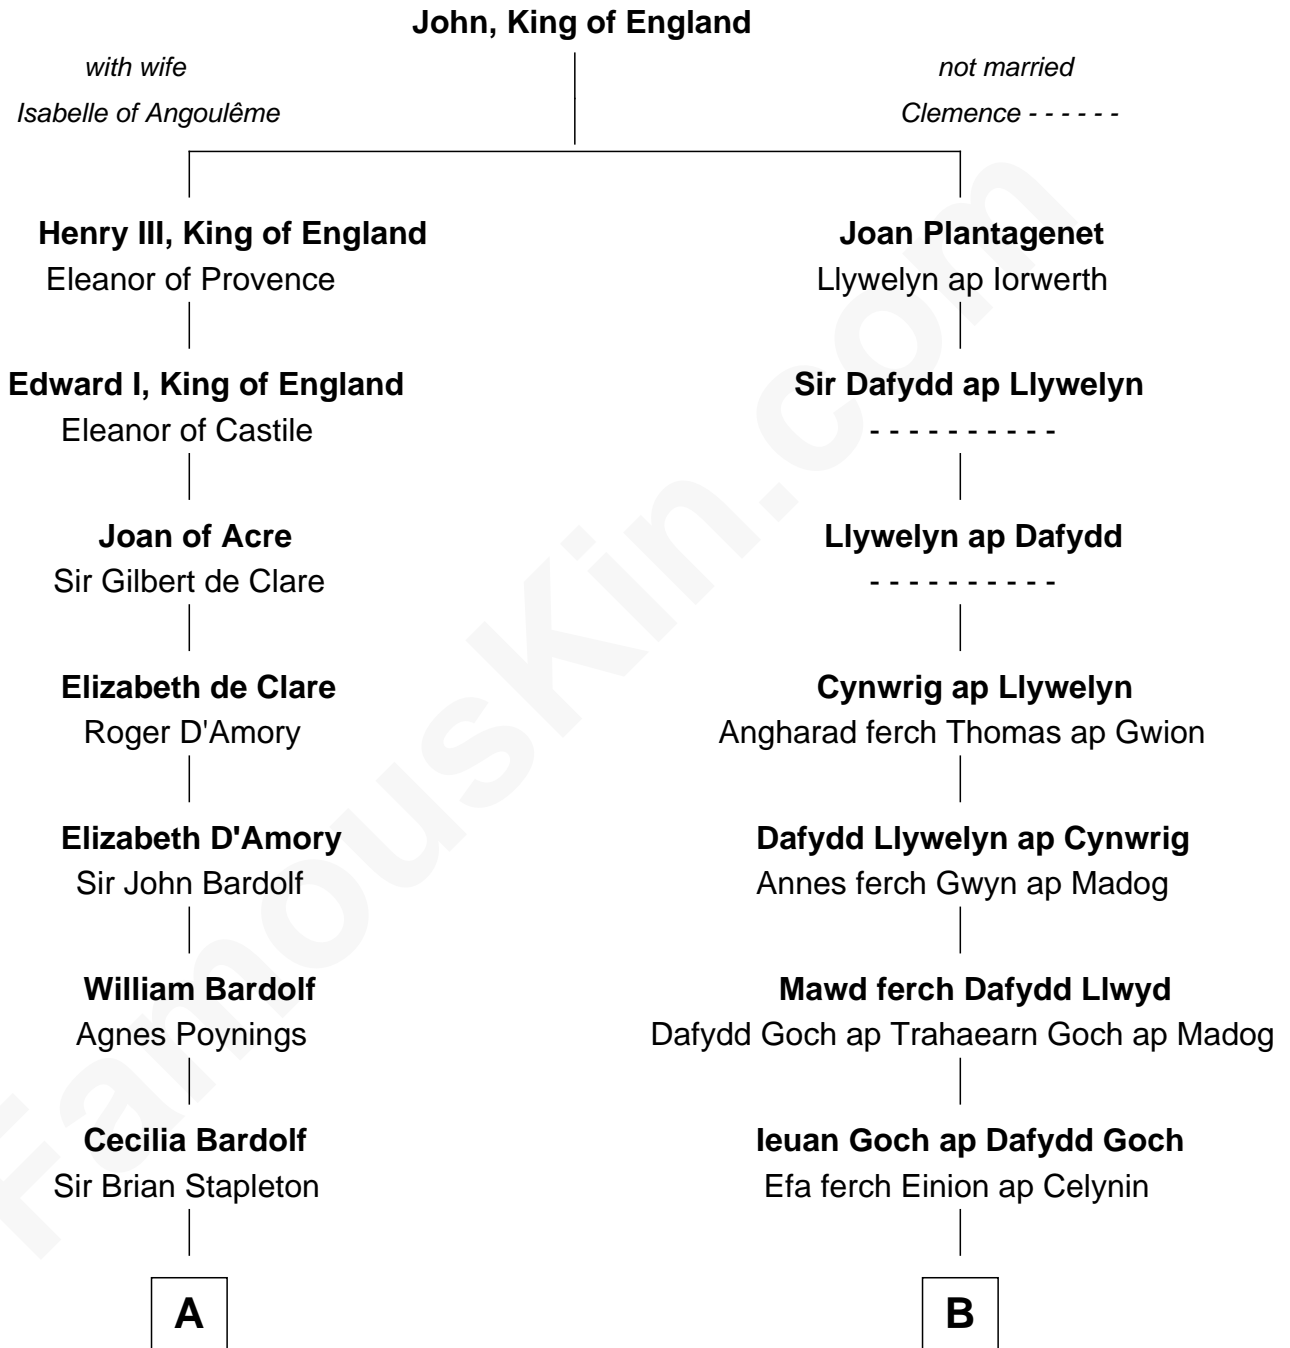 John, King of England
with wife
not married
Isabelle of Angoulême
Clemence - - - - - -
Henry III, King of England
Eleanor of Provence
Joan Plantagenet
Llywelyn ap Iorwerth
Edward I, King of England
Eleanor of Castile
Sir Dafydd ap Llywelyn
- - - - - - - - - -
Joan of Acre
Sir Gilbert de Clare
Llywelyn ap Dafydd
- - - - - - - - - -
Elizabeth de Clare
Roger D'Amory
Cynwrig ap Llywelyn
Angharad ferch Thomas ap Gwion
Elizabeth D'Amory
Sir John Bardolf
Dafydd Llywelyn ap Cynwrig
Annes ferch Gwyn ap Madog
William Bardolf
Agnes Poynings
Mawd ferch Dafydd Llwyd
Dafydd Goch ap Trahaearn Goch ap Madog
Cecilia Bardolf
Sir Brian Stapleton
Ieuan Goch ap Dafydd Goch
Efa ferch Einion ap Celynin
A
B
FamousKin.com